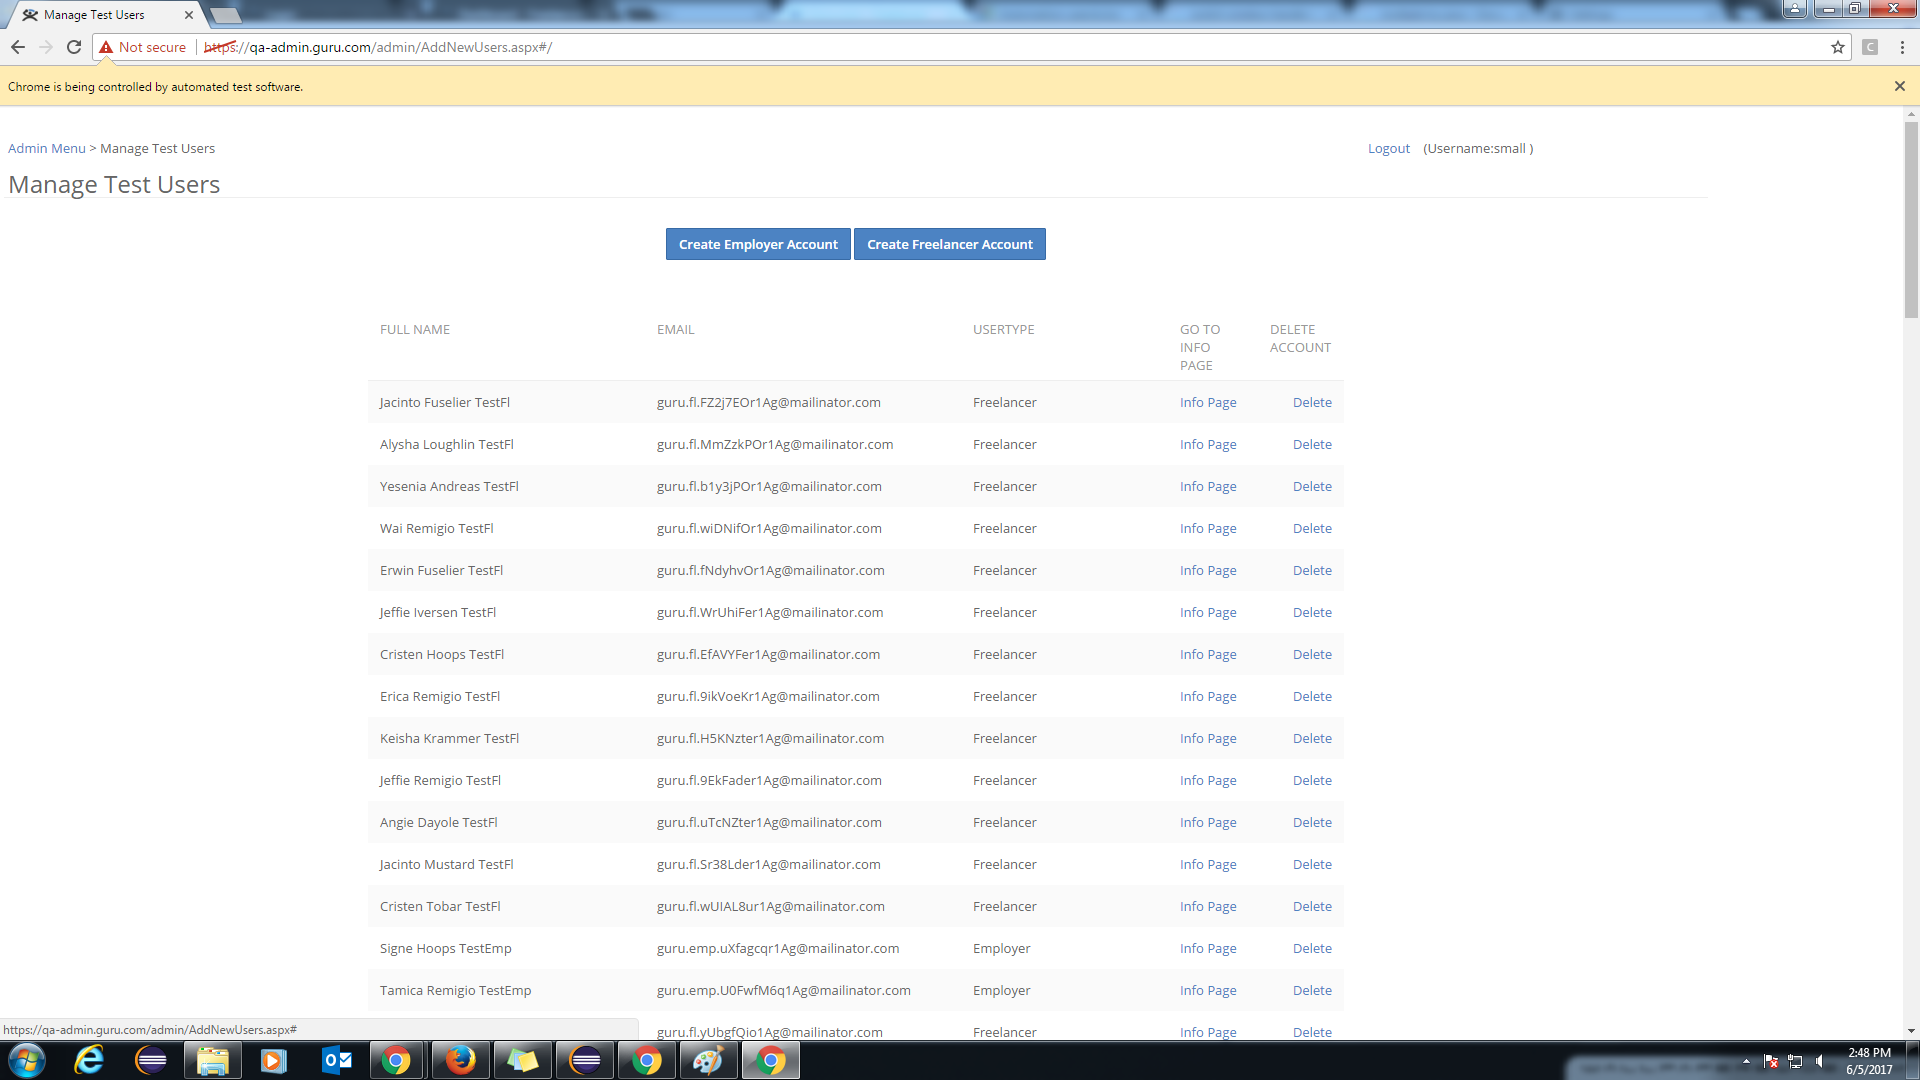 Manage Test Users
Not secure https://qa-admin.guru.com/admin/AddNewUsers.aspx#/
C
Chrome is being controlled by automated test software.
Admin Menu > Manage Test Users Logout (Username:small )
Manage Test Users
Create Employer Account Create Freelancer Account
FULL NAME EMAIL USERTYPE GO TO INFO PAGE DELETE ACCOUNT
Jacinto Fuselier TestFl guru.fl.FZ2j7EOr1Ag@mailinator.com Freelancer Info Page Delete
Alysha Loughlin TestFl guru.fl.MmZzkPOr1Ag@mailinator.com Freelancer Info Page Delete
Yesenia Andreas TestFl guru.fl.b1y3jPOr1Ag@mailinator.com Freelancer Info Page Delete
Wai Remigio TestFl guru.fl.wiDNifOr1Ag@mailinator.com Freelancer Info Page Delete
Erwin Fuselier TestFl guru.fl.fNdyhvOr1Ag@mailinator.com Freelancer Info Page Delete
Jeffie Iversen TestFl guru.fl.WrUhiFer1Ag@mailinator.com Freelancer Info Page Delete
Cristen Hoops TestFl guru.fl.EfAVYFer1Ag@mailinator.com Freelancer Info Page Delete
Erica Remigio TestFl guru.fl.9ikVoeKr1Ag@mailinator.com Freelancer Info Page Delete
Keisha Krammer TestFl guru.fl.H5KNzter1Ag@mailinator.com Freelancer Info Page Delete
Jeffie Remigio TestFl guru.fl.9EkFader1Ag@mailinator.com Freelancer Info Page Delete
Angie Dayole TestFl guru.fl.uTcNZter1Ag@mailinator.com Freelancer Info Page Delete
Jacinto Mustard TestFl guru.fl.Sr38Lder1Ag@mailinator.com Freelancer Info Page Delete
Cristen Tobar TestFl guru.fl.wUIAL8ur1Ag@mailinator.com Freelancer Info Page Delete
Signe Hoops TestEmp guru.emp.uXfagcqr1Ag@mailinator.com Employer Info Page Delete
Tamica Remigio TestEmp guru.emp.U0FwfM6q1Ag@mailinator.com Employer Info Page Delete
guru.fl.yUbgfQio1Ag@mailinator.com Freelancer Info Page Delete
https://qa-admin.guru.com/admin/AddNewUsers.aspx#
2:48 PM
6/5/2017